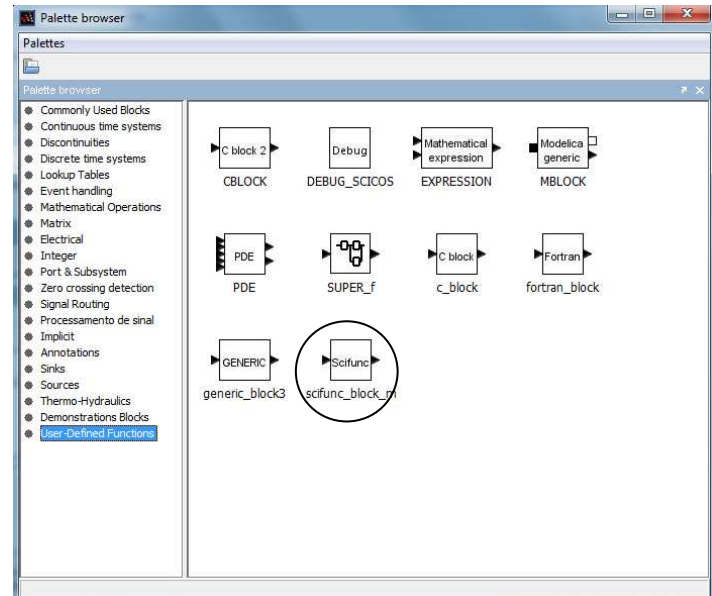 Palette browser
Palettes
Palette browser
Commonly Used Blocks
Continuous time systems
Discontinuities
Discrete time systems
Lookup Tables
Event handling
Mathematical Operations
Matrix
Electrical
Integer
Port & Subsystem
Zero crossing detection
Signal Routing
Processamento de sinal
Implicit
Annotations
Sinks
Sources
Thermo-Hydraulics
Demonstrations Blocks
User-Defined Functions
C block 2
Debug
Mathematical
expression
Modelica
generic
CBLOCK
DEBUG_SCICOS
EXPRESSION
MBLOCK
PDE
C block
Fortran
PDE
SUPER_f
c_block
fortran_block
GENERIC
Scifunc
generic_block3
scifunc_block_m